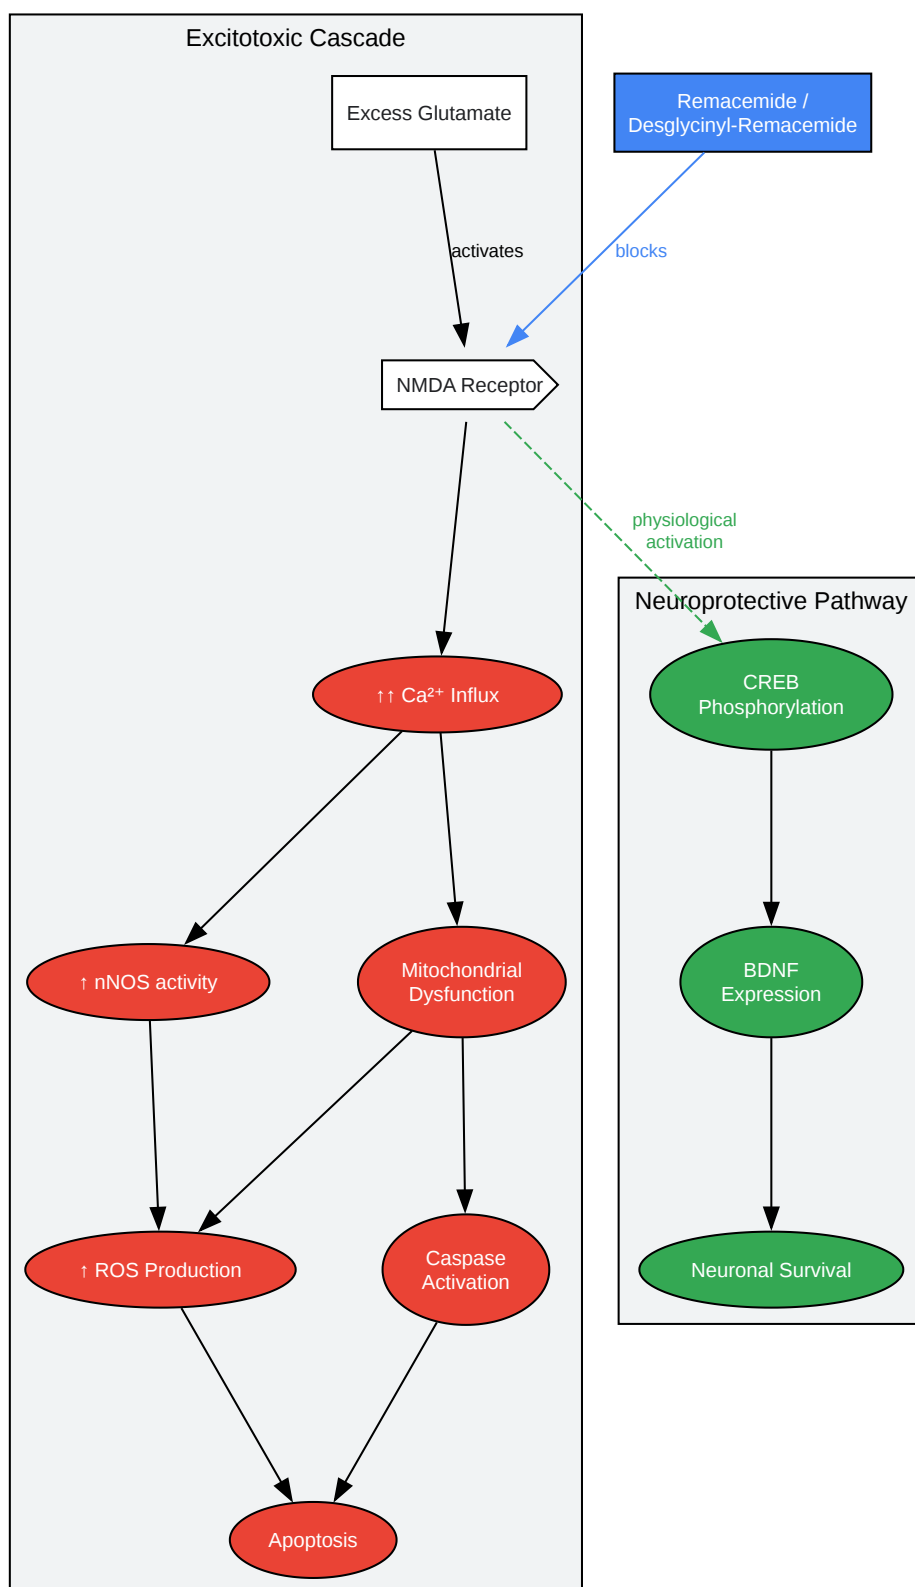 Excitotoxic Cascade
Excess Glutamate
Remacemide /
Desglycinyl-Remacemide
activates
blocks
NMDA Receptor
physiological
activation
Neuroprotective Pathway
↑↑ Ca²⁺ Influx
CREB
Phosphorylation
↑ nNOS activity
Mitochondrial
Dysfunction
BDNF
Expression
↑ ROS Production
Caspase
Activation
Neuronal Survival
Apoptosis